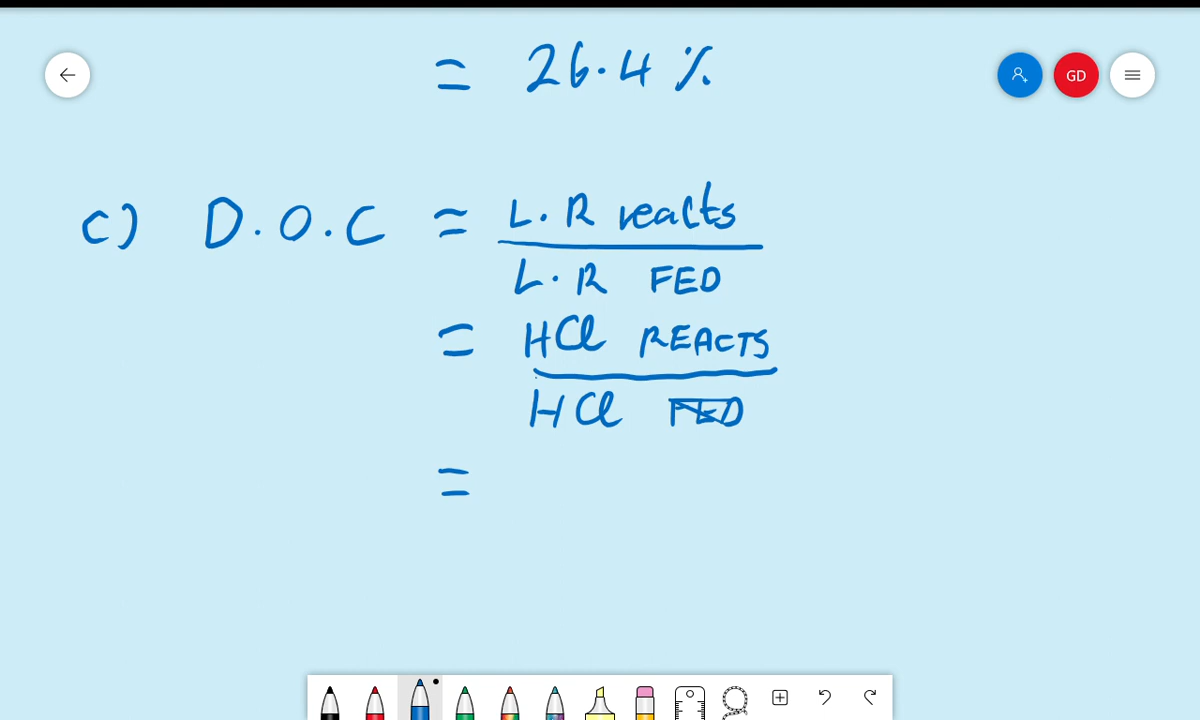 = 26.4 %
GD
c) D.O.C = L.R reacts
L.R FED
= HCl REACTS
HCl FED
=